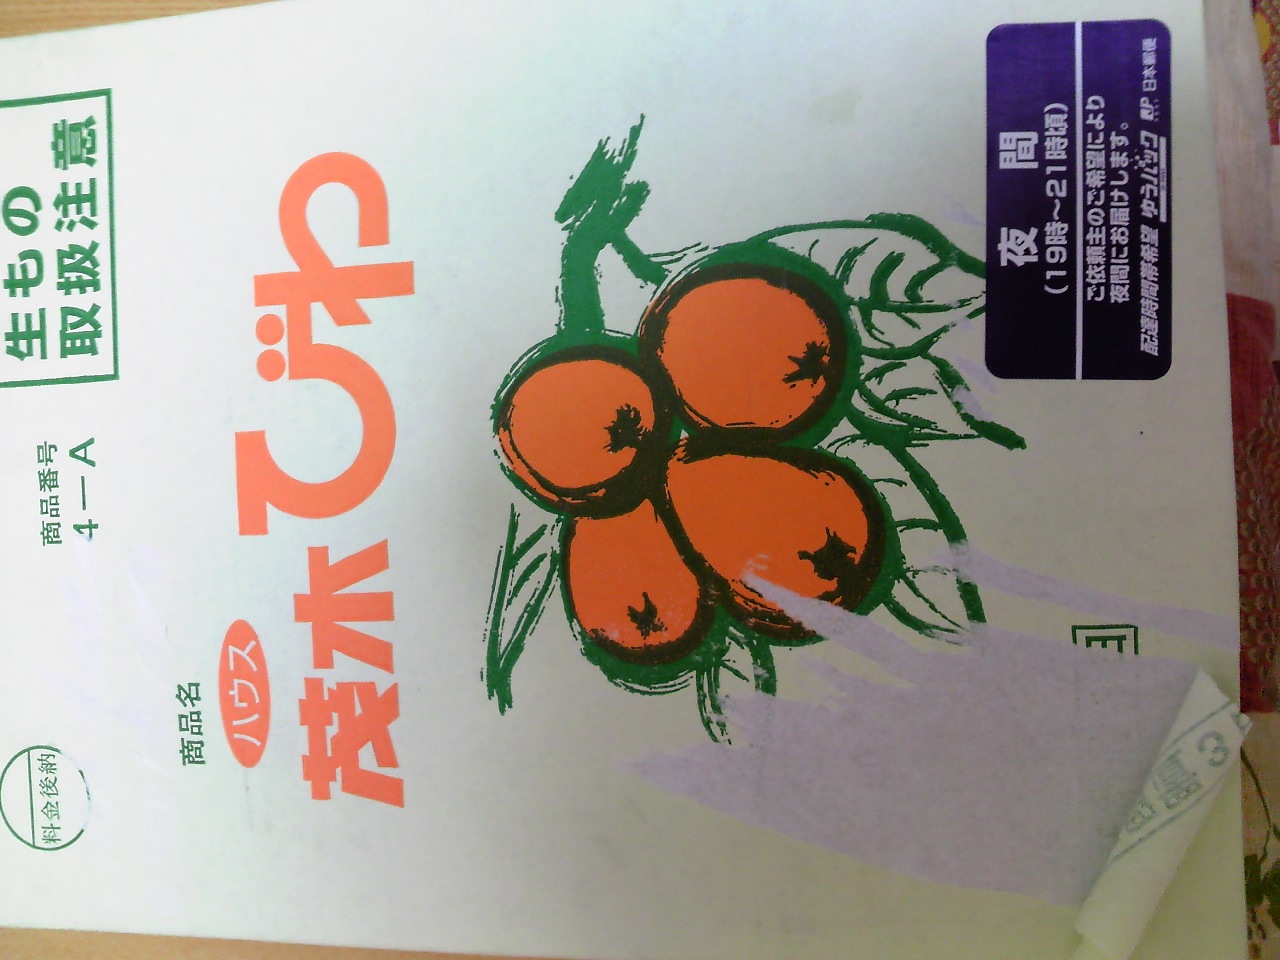 料金後納
商品番号
4―A
生もの
取扱注意
商品名
ハウス
茂木びわ
夜間
(19時~21時頃)
ご依頼主のご希望により
夜間にお届けします。
配達時間帯希望 ゆうパック JP 日本郵便